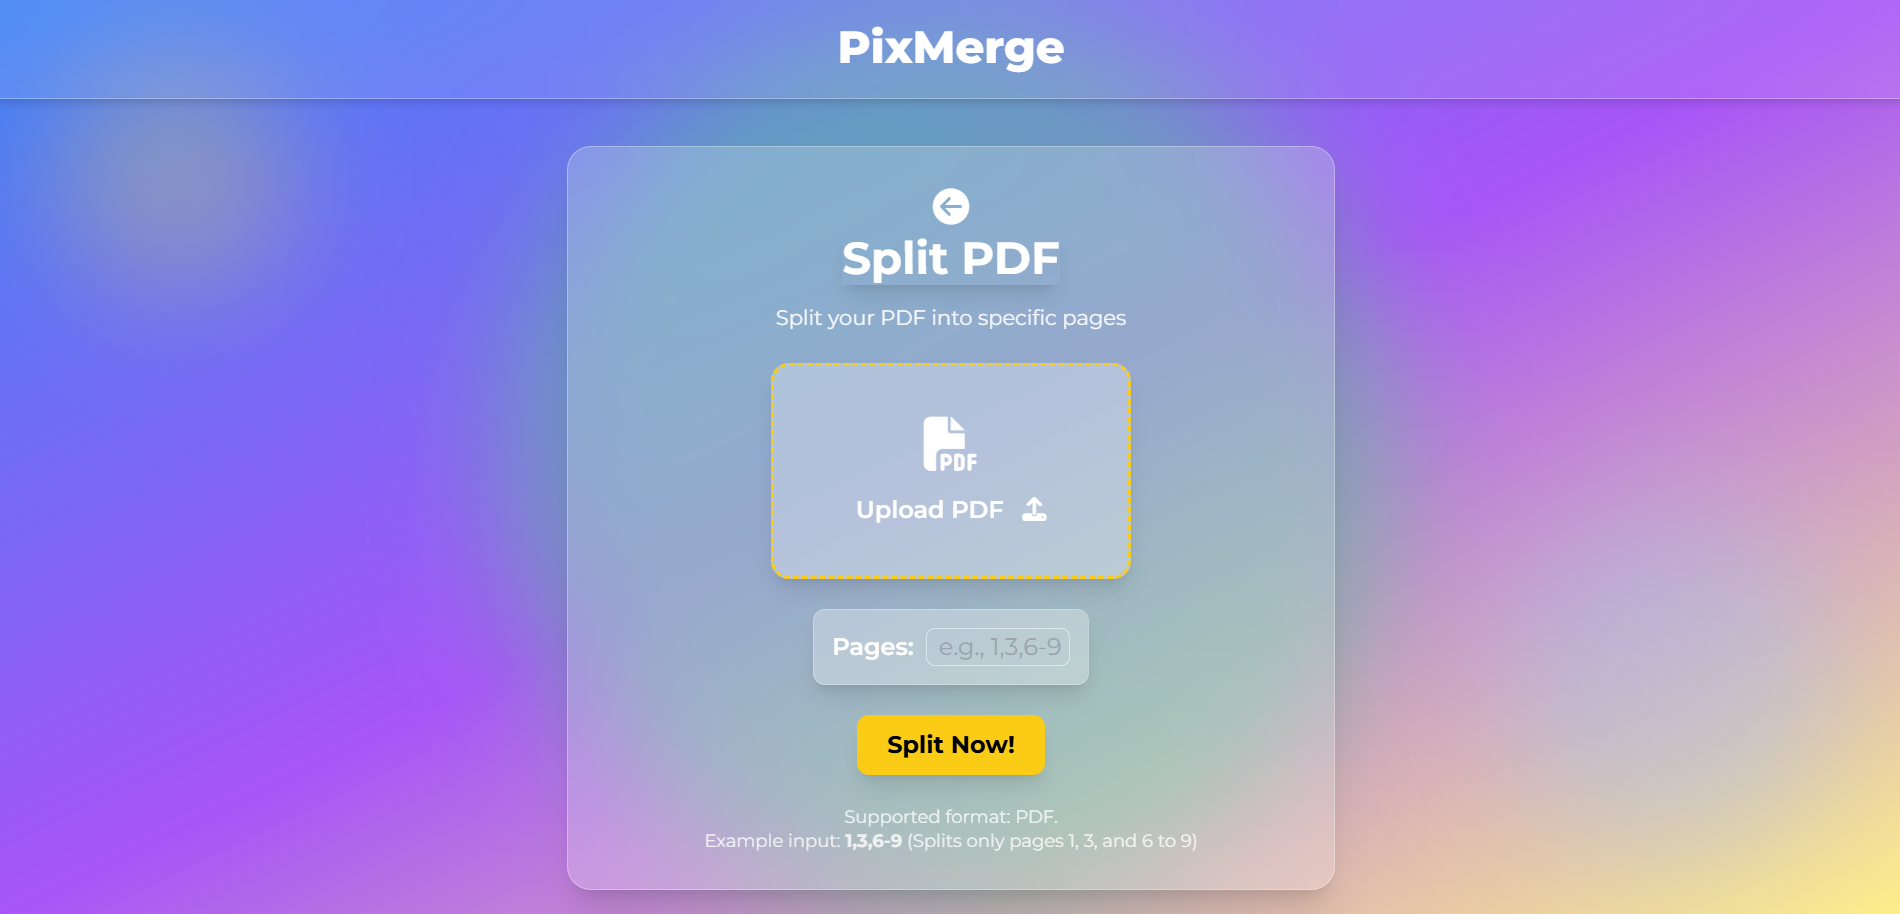 PixMerge
Split PDF
Split your PDF into specific pages
PDF
Upload PDF
Pages: e.g., 1,3,6-9
Split Now!
Supported format: PDF.
Example input: 1,3,6-9 (Splits only pages 1, 3, and 6 to 9)